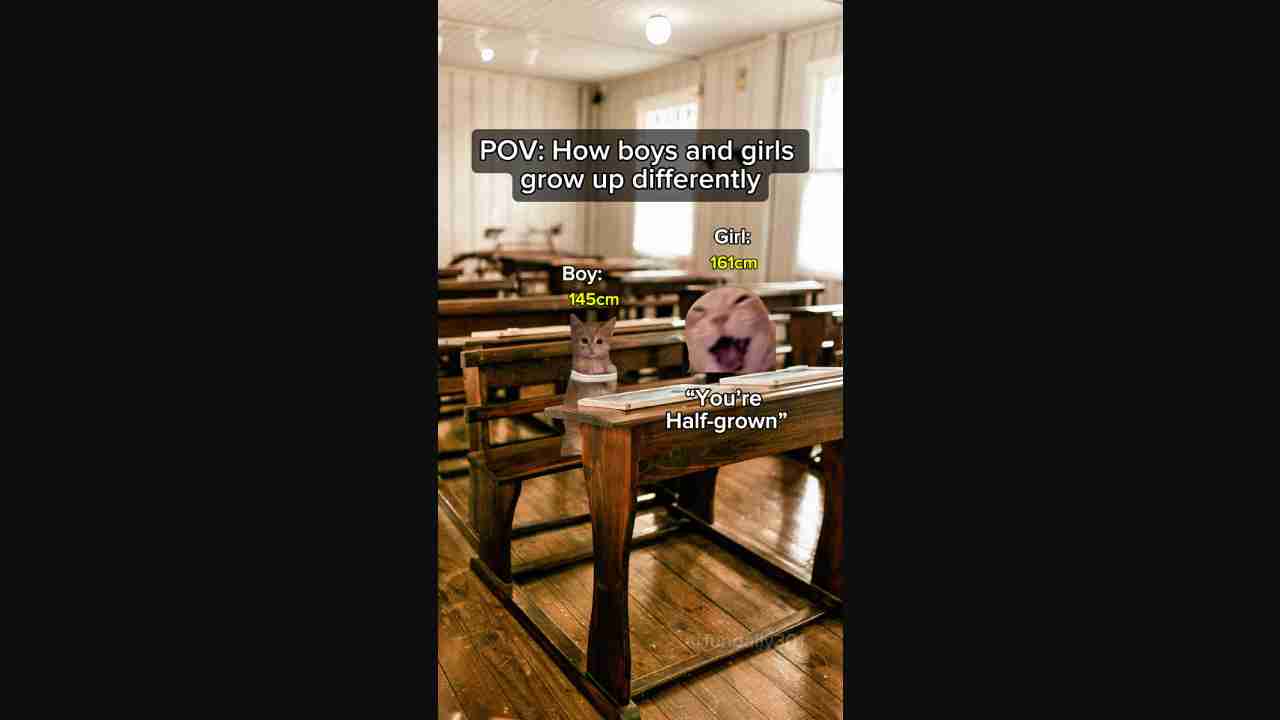 POV: How boys and girls
grow up differently
Girl:
161cm
Boy:
145cm
“You’re
Half-grown”